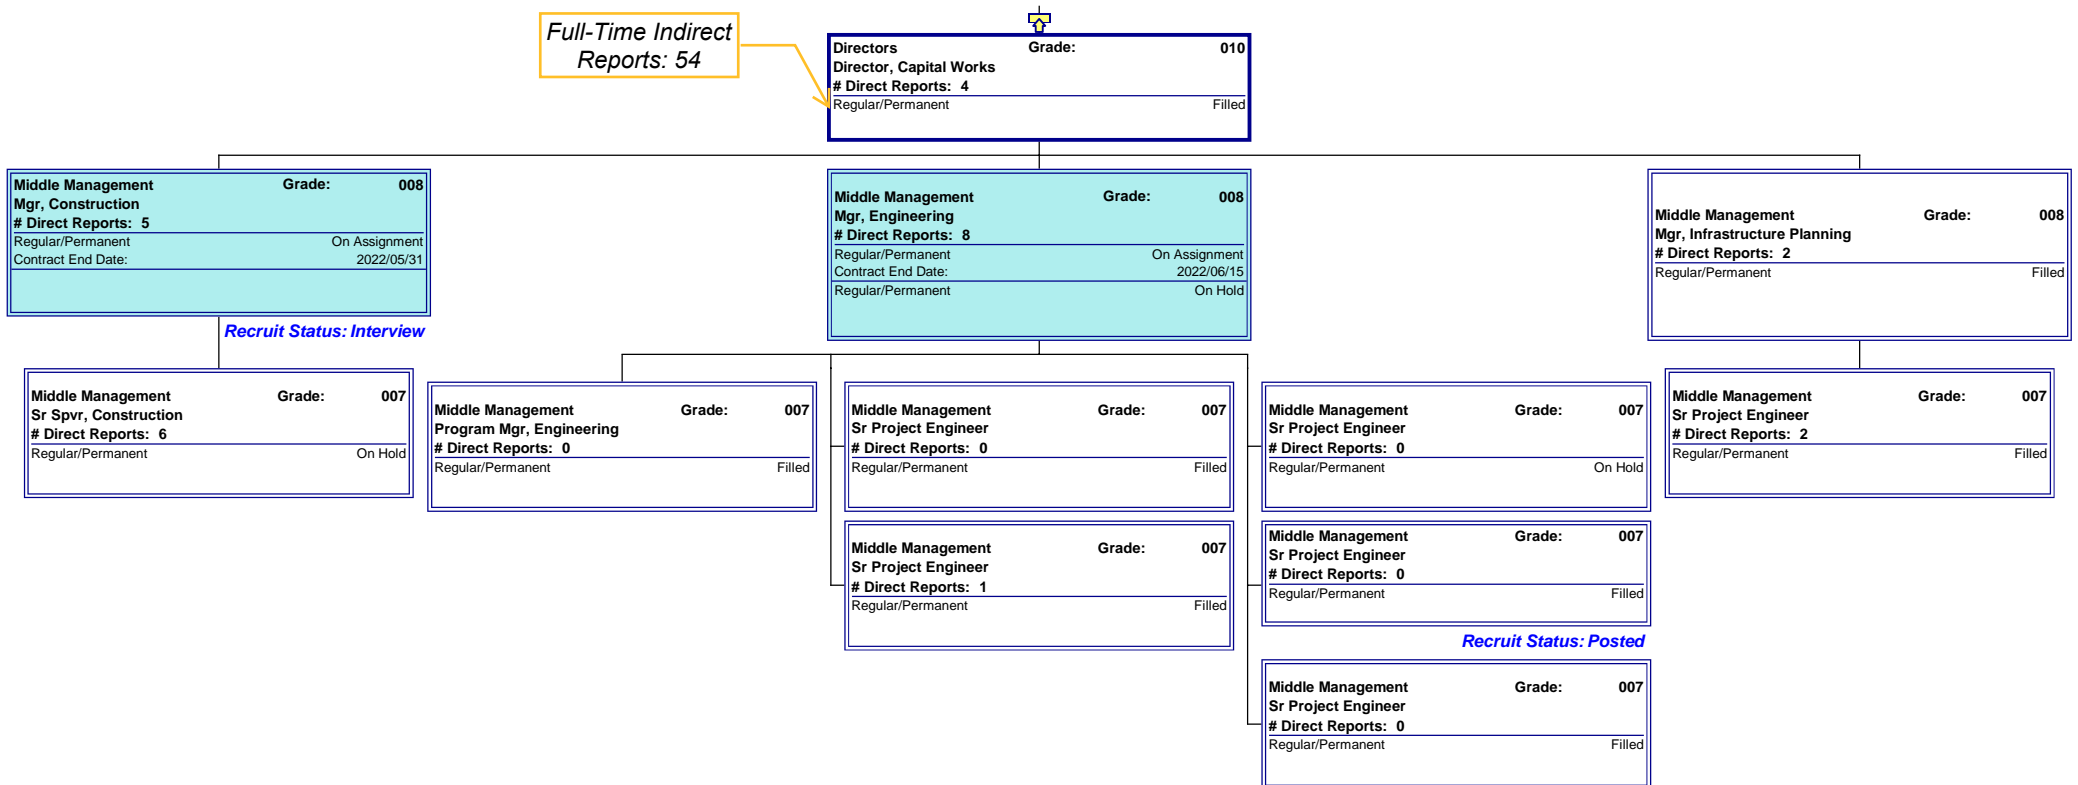 Full-Time Indirect
Reports: 54
Directors Grade: 010
Director, Capital Works
# Direct Reports: 4
Regular/Permanent Filled
Middle Management Grade: 008
Mgr, Construction
# Direct Reports: 5
Regular/Permanent On Assignment
Contract End Date: 2022/05/31
Recruit Status: Interview
Middle Management Grade: 008
Mgr, Engineering
# Direct Reports: 8
Regular/Permanent On Assignment
Contract End Date: 2022/06/15
Regular/Permanent On Hold
Middle Management Grade: 008
Mgr, Infrastructure Planning
# Direct Reports: 2
Regular/Permanent Filled
Middle Management Grade: 007
Sr Spvr, Construction
# Direct Reports: 6
Regular/Permanent On Hold
Middle Management Grade: 007
Program Mgr, Engineering
# Direct Reports: 0
Regular/Permanent Filled
Middle Management Grade: 007
Sr Project Engineer
# Direct Reports: 0
Regular/Permanent Filled
Middle Management Grade: 007
Sr Project Engineer
# Direct Reports: 0
Regular/Permanent On Hold
Middle Management Grade: 007
Sr Project Engineer
# Direct Reports: 2
Regular/Permanent Filled
Middle Management Grade: 007
Sr Project Engineer
# Direct Reports: 1
Regular/Permanent Filled
Middle Management Grade: 007
Sr Project Engineer
# Direct Reports: 0
Regular/Permanent Filled
Recruit Status: Posted
Middle Management Grade: 007
Sr Project Engineer
# Direct Reports: 0
Regular/Permanent Filled